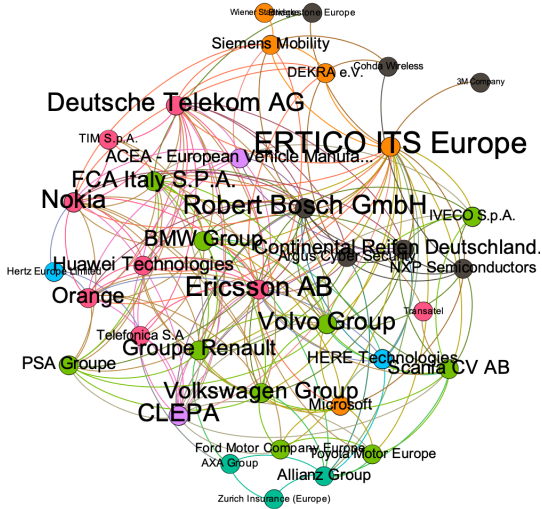 Wiener Stadtwerke
Bridgestone Europe
Siemens Mobility
DEKRA e.V.
Cohda Wireless
3M Company
Deutsche Telekom AG
TIM S.p.A.
ERTICO ITS Europe
ACEA - European Vehicle Manufa...
FCA Italy S.P.A.
Nokia
Robert Bosch GmbH
IVECO S.p.A.
BMW Group
Continental Reifen Deutschland.
Argus Cyber Security
Huawei Technologies
NXP Semiconductors
Hertz Europe Limited
Ericsson AB
Orange
Transatel
Volvo Group
Telefonica S.A
Groupe Renault
HERE Technologies
PSA Groupe
Scania CV AB
Volkswagen Group
Microsoft
CLEPA
Ford Motor Company Europe
Toyota Motor Europe
AXA Group
Allianz Group
Zurich Insurance (Europe)